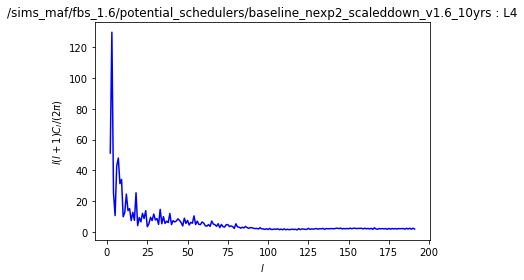 /sims_maf/fbs_1.6/potential_schedulers/baseline_nexp2_scaleddown_v1.6_10yrs : L4
120
100
80
60
40
20
0
l(l + 1)C_l/(2π)
0 25 50 75 100 125 150 175 200
l